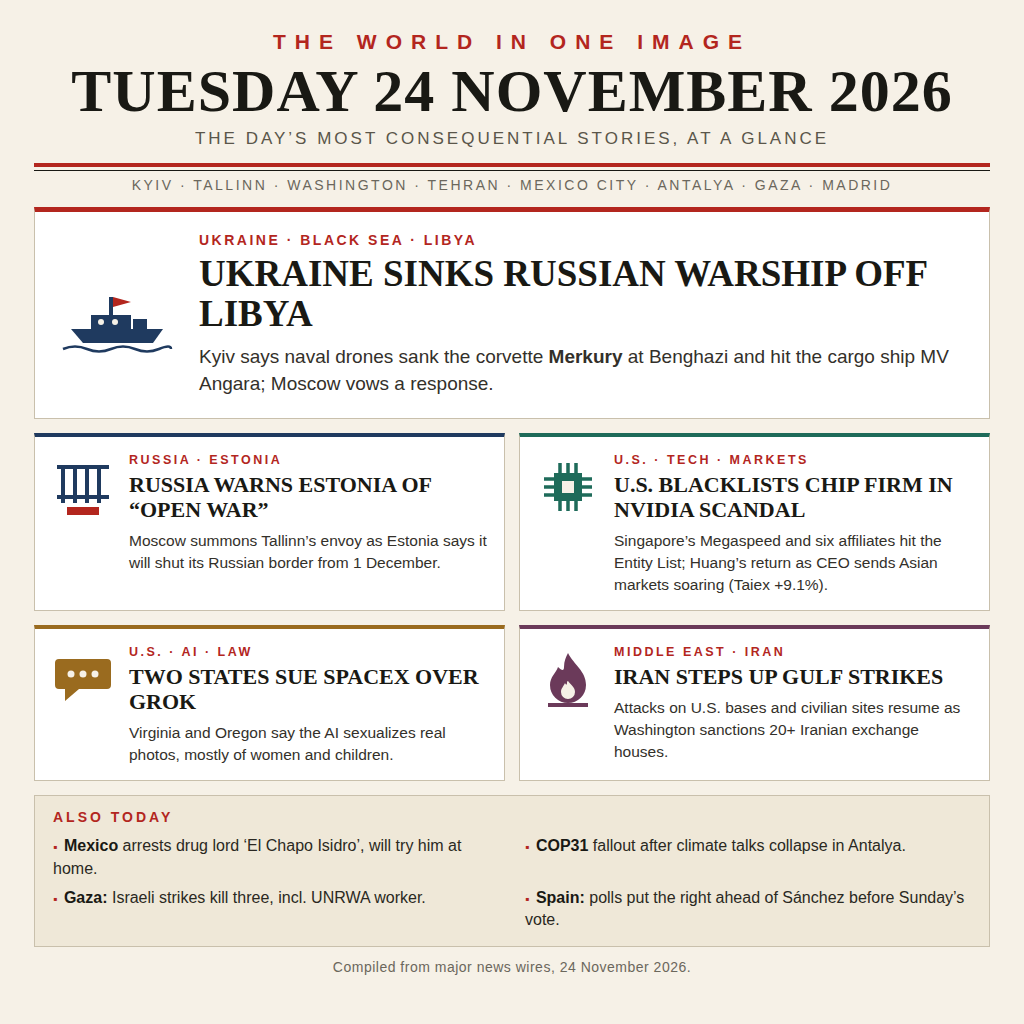 THE WORLD IN ONE IMAGE
TUESDAY 24 NOVEMBER 2026
THE DAY’S MOST CONSEQUENTIAL STORIES, AT A GLANCE
KYIV · TALLINN · WASHINGTON · TEHRAN · MEXICO CITY · ANTALYA · GAZA · MADRID
UKRAINE · BLACK SEA · LIBYA
UKRAINE SINKS RUSSIAN WARSHIP OFF
LIBYA
Kyiv says naval drones sank the corvette Merkury at Benghazi and hit the cargo ship MV
Angara; Moscow vows a response.
RUSSIA · ESTONIA
RUSSIA WARNS ESTONIA OF
“OPEN WAR”
Moscow summons Tallinn’s envoy as Estonia says it
will shut its Russian border from 1 December.
U.S. · TECH · MARKETS
U.S. BLACKLISTS CHIP FIRM IN
NVIDIA SCANDAL
Singapore’s Megaspeed and six affiliates hit the
Entity List; Huang’s return as CEO sends Asian
markets soaring (Taiex +9.1%).
U.S. · AI · LAW
TWO STATES SUE SPACEX OVER
GROK
Virginia and Oregon say the AI sexualizes real
photos, mostly of women and children.
MIDDLE EAST · IRAN
IRAN STEPS UP GULF STRIKES
Attacks on U.S. bases and civilian sites resume as
Washington sanctions 20+ Iranian exchange
houses.
ALSO TODAY
▪ Mexico arrests drug lord ‘El Chapo Isidro’, will try him at
home.
▪ COP31 fallout after climate talks collapse in Antalya.
▪ Gaza: Israeli strikes kill three, incl. UNRWA worker.
▪ Spain: polls put the right ahead of Sánchez before Sunday’s
vote.
Compiled from major news wires, 24 November 2026.